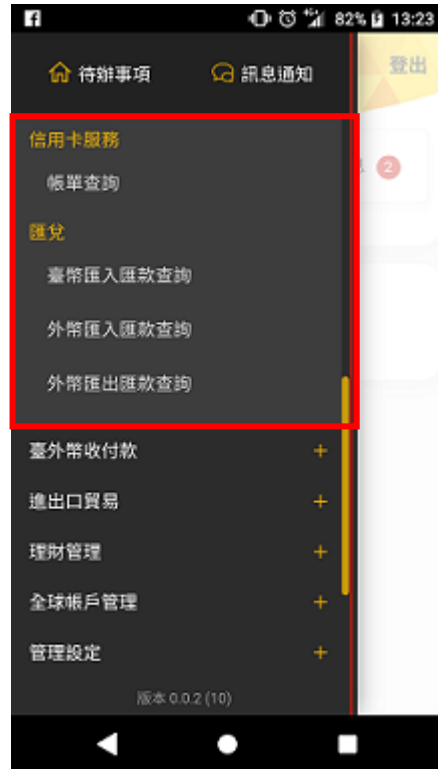 82% 13:23
待辦事項 訊息通知 登出
信用卡服務
帳單查詢
2
匯兌
臺幣匯入匯款查詢
外幣匯入匯款查詢
外幣匯出匯款查詢
臺外幣收付款 +
進出口貿易 +
理財管理 +
全球帳戶管理 +
管理設定 +
版本 0.0.2 (10)